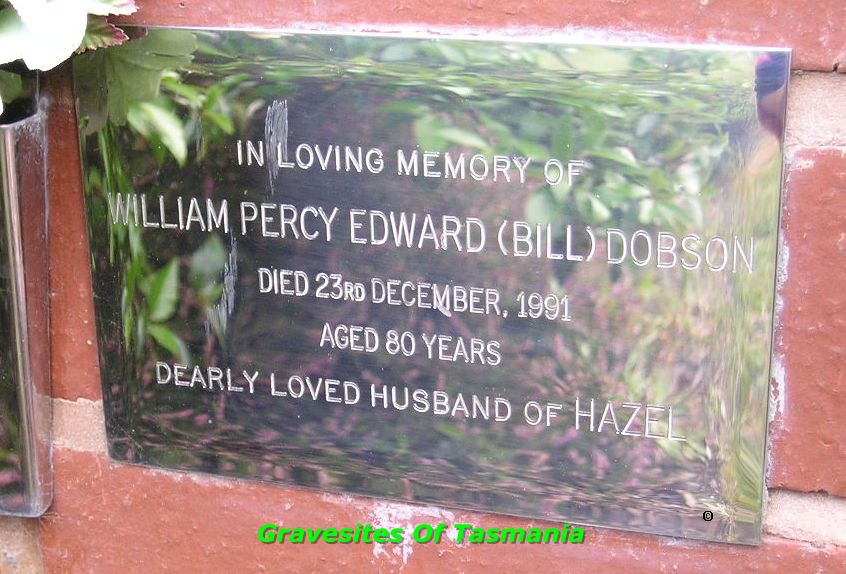 IN LOVING MEMORY OF
WILLIAM PERCY EDWARD (BILL) DOBSON
DIED 23RD DECEMBER, 1991
AGED 80 YEARS
DEARLY LOVED HUSBAND OF HAZEL
©
Gravesites Of Tasmania